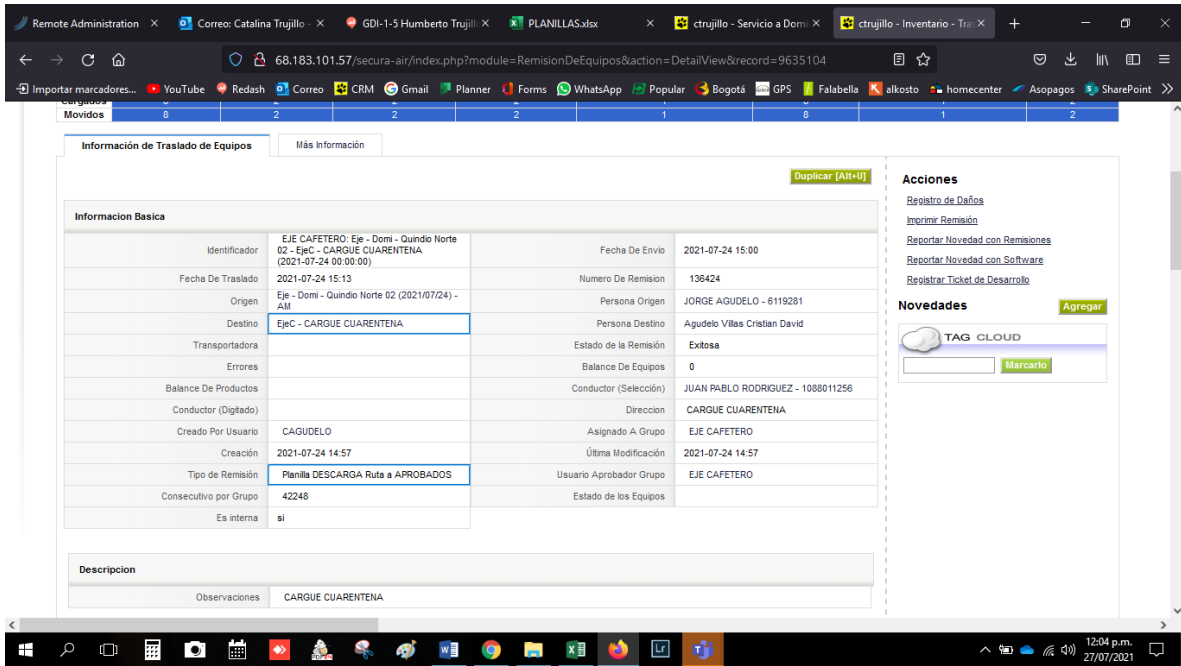 Remote Administration
Correo: Catalina Trujillo -
GDI-1-5 Humberto Trujill
PLANILLAS.xlsx
ctrujillo - Servicio a Domi
ctrujillo - Inventario - Tra
68.183.101.57/secura-air/index.php?module=RemisionDeEquipos&action=DetailView&record=9635104
Importar marcadores... YouTube Redash Correo CRM Gmail Planner Forms WhatsApp Popular Bogotá GPS Falabella alkosto homecenter Asopagos SharePoint
Cargados
Movidos 8 2 2 2 1 8 1 2
Información de Traslado de Equipos
Más Información
Duplicar [Alt+U]
Informacion Basica
Identificador EJE CAFETERO: Eje - Domi - Quindio Norte
02 - EjeC - CARGUE CUARENTENA
(2021-07-24 00:00:00)
Fecha De Envio 2021-07-24 15:00
Fecha De Traslado 2021-07-24 15:13
Numero De Remision 136424
Origen Eje - Domi - Quindio Norte 02 (2021/07/24) -
AM
Persona Origen JORGE AGUDELO - 6119281
Destino EjeC - CARGUE CUARENTENA
Persona Destino Agudelo Villas Cristian David
Transportadora
Estado de la Remisión Exitosa
Errores
Balance De Equipos 0
Balance De Productos
Conductor (Selección) JUAN PABLO RODRIGUEZ - 1088011256
Conductor (Digitado)
Direccion CARGUE CUARENTENA
Creado Por Usuario CAGUDELO
Asignado A Grupo EJE CAFETERO
Creación 2021-07-24 14:57
Última Modificación 2021-07-24 14:57
Tipo de Remisión Planilla DESCARGA Ruta a APROBADOS
Usuario Aprobador Grupo EJE CAFETERO
Consecutivo por Grupo 42248
Estado de los Equipos
Es interna si
Descripcion
Observaciones CARGUE CUARENTENA
Acciones
Registro de Daños
Imprimir Remisión
Reportar Novedad con Remisiones
Reportar Novedad con Software
Registrar Ticket de Desarrollo
Novedades
Agregar
TAG CLOUD
Marcarlo
12:04 p.m.
27/07/2021